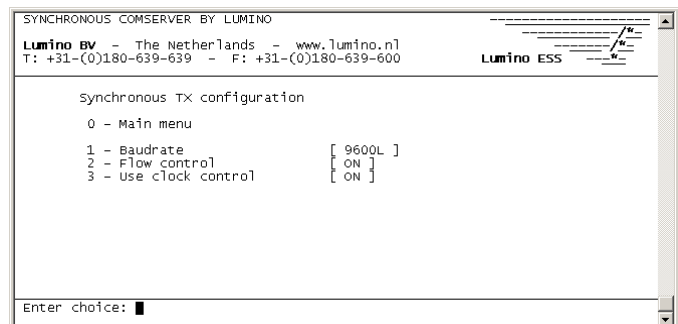 SYNCHRONOUS COMSERVER BY LUMINO
Lumino BV – The Netherlands – www.lumino.nl
T: +31-(0)180-639-639 – F: +31-(0)180-639-600
Lumino ESS
Synchronous TX configuration
0 – Main menu
1 – Baudrate [ 9600L ]
2 – Flow control [ ON ]
3 – Use clock control [ ON ]
Enter choice: